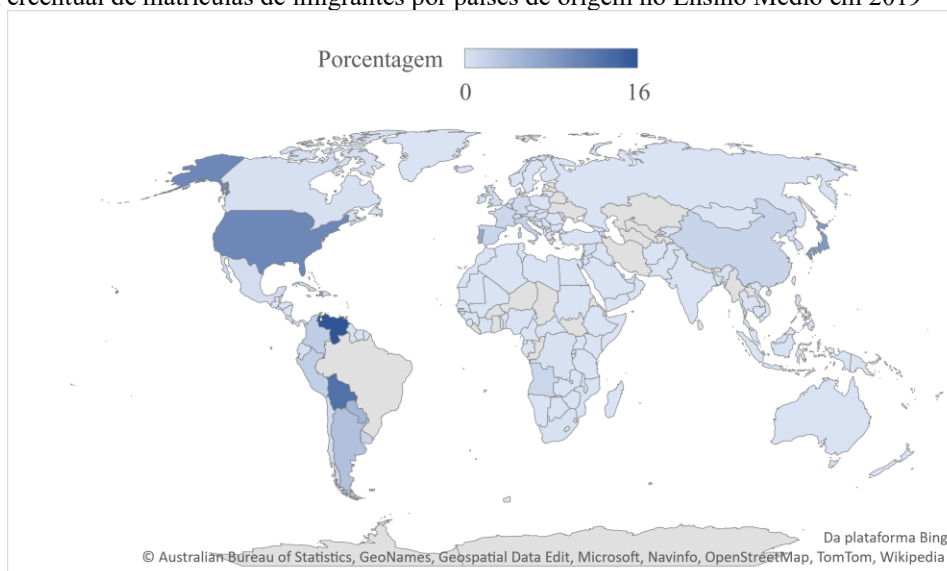 ercentual de matrículas de imigrantes por países de origem no Ensino Médio em 2019
Porcentagem
0 16
Da plataforma Bing
© Australian Bureau of Statistics, GeoNames, Geospatial Data Edit, Microsoft, Navinfo, OpenStreetMap, TomTom, Wikipedia